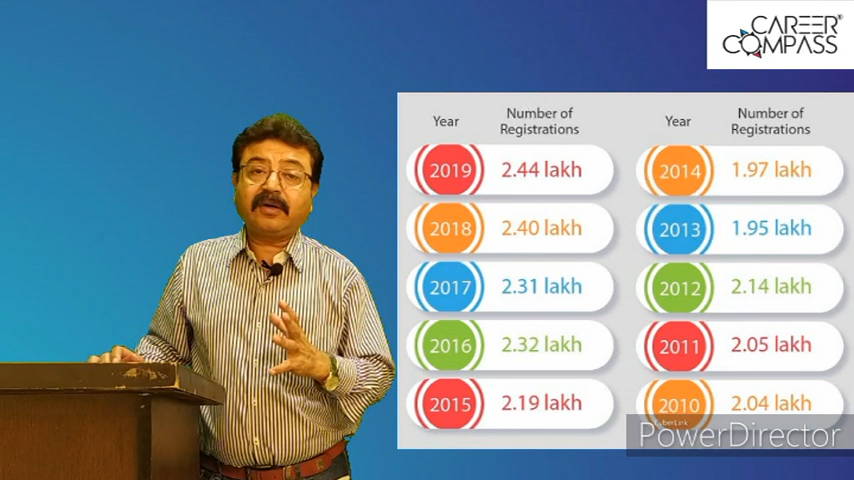 CAREER®
COMPASS
Year Number of Registrations
2019 2.44 lakh
2018 2.40 lakh
2017 2.31 lakh
2016 2.32 lakh
2015 2.19 lakh
Year Number of Registrations
2014 1.97 lakh
2013 1.95 lakh
2012 2.14 lakh
2011 2.05 lakh
2010 2.04 lakh
CyberLink
PowerDirector